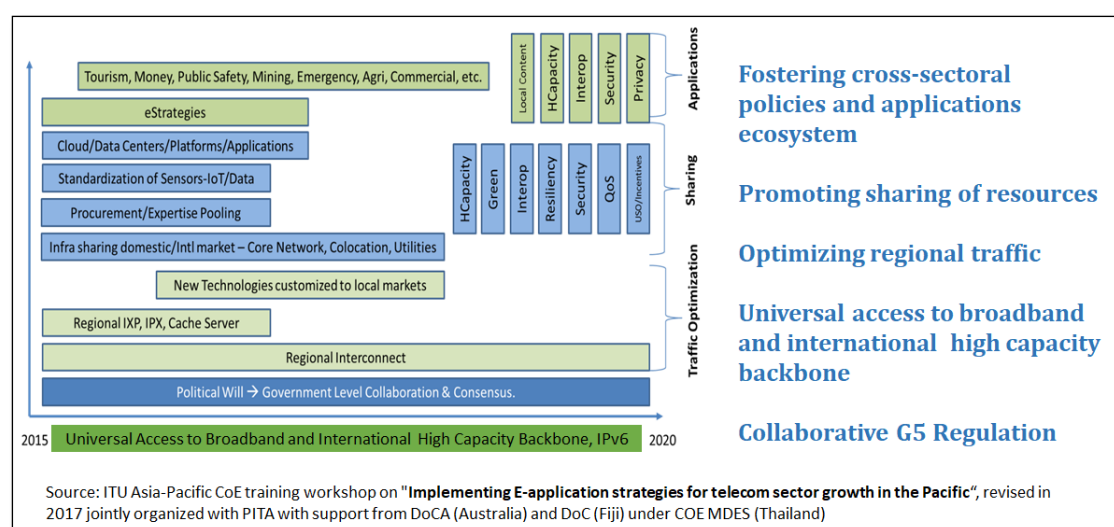 Tourism, Money, Public Safety, Mining, Emergency, Agri, Commercial, etc.
eStrategies
Cloud/Data Centers/Platforms/Applications
Standardization of Sensors-IoT/Data
Procurement/Expertise Pooling
Infra sharing domestic/Intl market – Core Network, Colocation, Utilities
New Technologies customized to local markets
Regional IXP, IPX, Cache Server
Regional Interconnect
Political Will → Government Level Collaboration & Consensus.
2015
Universal Access to Broadband and International High Capacity Backbone, IPv6
2020
Local Content
HCapacity
Interop
Security
Privacy
Applications
HCapacity
Green
Interop
Resiliency
Security
QoS
USO/Incentives
Sharing
Traffic Optimization
Fostering cross-sectoral
policies and applications
ecosystem
Promoting sharing of resources
Optimizing regional traffic
Universal access to broadband
and international high capacity
backbone
Collaborative G5 Regulation
Source: ITU Asia-Pacific CoE training workshop on "Implementing E-application strategies for telecom sector growth in the Pacific“, revised in
2017 jointly organized with PITA with support from DoCA (Australia) and DoC (Fiji) under COE MDES (Thailand)